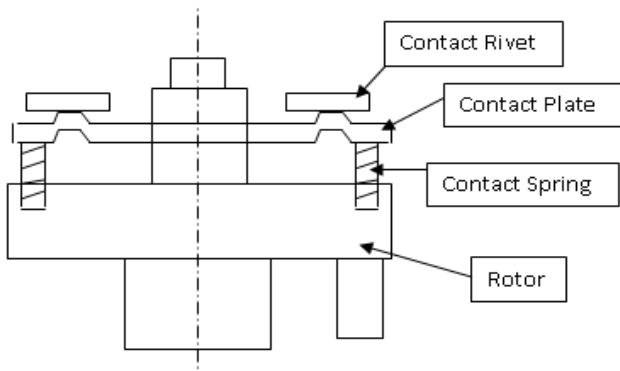 Contact Rivet
Contact Plate
Contact Spring
Rotor